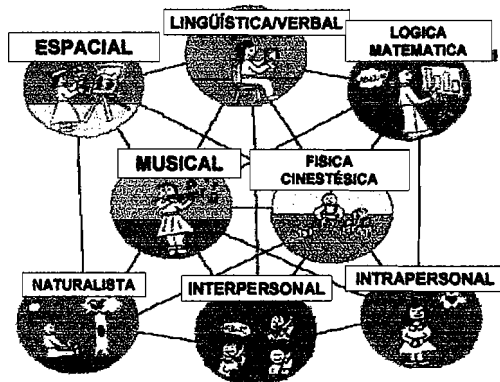 LINGÜÍSTICA/VERBAL
ESPACIAL
LOGICA
MATEMATICA
MUSICAL
FISICA
CINESTÉSICA
NATURALISTA
INTERPERSONAL
INTRAPERSONAL